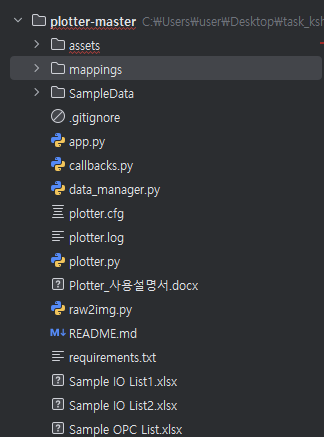 plotter-master C:₩Users₩user₩Desktop₩task_ksh
assets
mappings
SampleData
.gitignore
app.py
callbacks.py
data_manager.py
plotter.cfg
plotter.log
plotter.py
Plotter_사용설명서.docx
raw2img.py
M↓ README.md
requirements.txt
Sample IO List1.xlsx
Sample IO List2.xlsx
Sample OPC List.xlsx